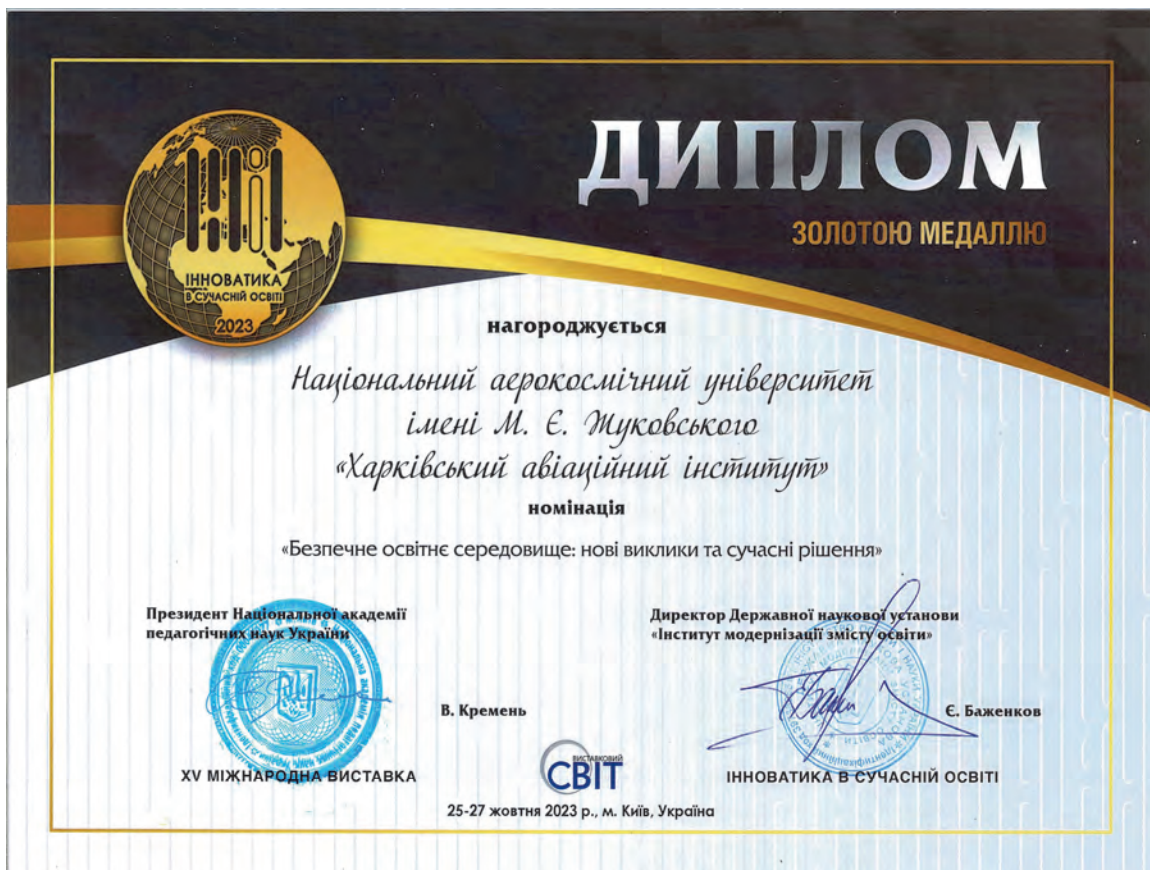 ДИПЛОМ
ЗОЛОТОЮ МЕДАЛЛЮ
ІННОВАТИКА
В СУЧАСНІЙ ОСВІТІ
2023
нагороджується
Національний аерокосмічний університет
імені М. Є. Жуковського
«Харківський авіаційний інститут»
номінація
«Безпечне освітнє середовище: нові виклики та сучасні рішення»
Президент Національної академії
педагогічних наук України
В. Кремень
Директор Державної наукової установи
«Інститут модернізації змісту освіти»
Є. Баженков
XV МІЖНАРОДНА ВИСТАВКА
ВИСТАВКОВИЙ
СВІТ
ІННОВАТИКА В СУЧАСНІЙ ОСВІТІ
25-27 жовтня 2023 р., м. Київ, Україна